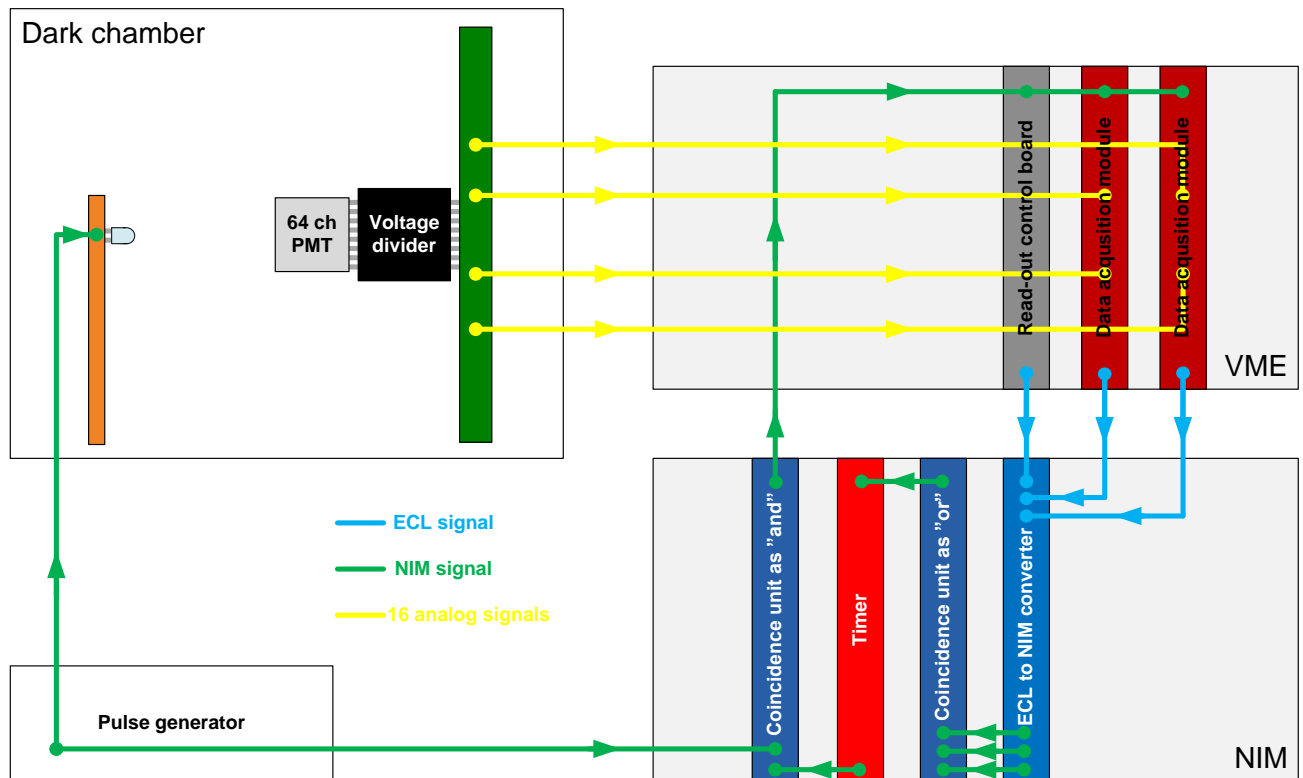 Dark chamber
64 ch
PMT
Voltage
divider
Read-out control board
Data acqusition module
Data acqusition module
VME
ECL signal
NIM signal
16 analog signals
Coincidence unit as ”and”
Timer
Coincidence unit as ”or”
ECL to NIM converter
Pulse generator
NIM